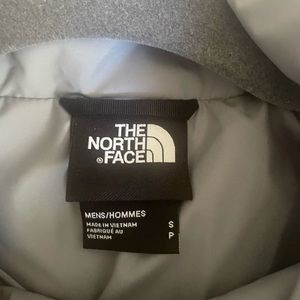 THE
NORTH
®FACE
MENS/HOMMES
MADE IN VIETNAM
FABRIQUÉ AU
VIETNAM
S
P